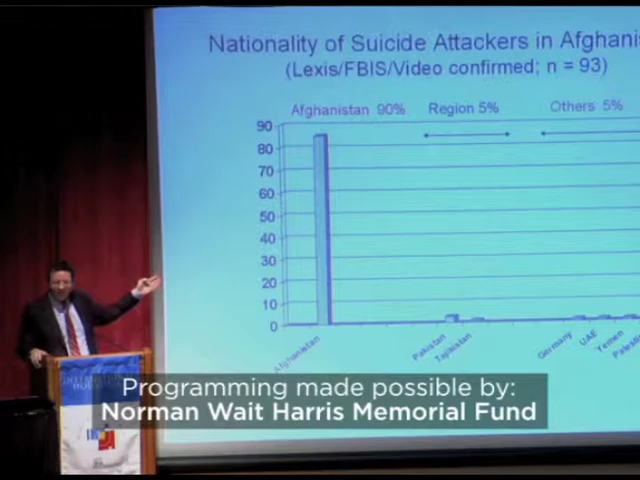 Nationality of Suicide Attackers in Afghanis
(Lexis/FBIS/Video confirmed; n = 93)
Afghanistan 90% Region 5% Others 5%
90
80
70
60
50
40
30
20
10
0
Afghanistan
Pakistan
Tajikistan
Germany
UAE
Yemen
Palesti
Programming made possible by:
Norman Wait Harris Memorial Fund